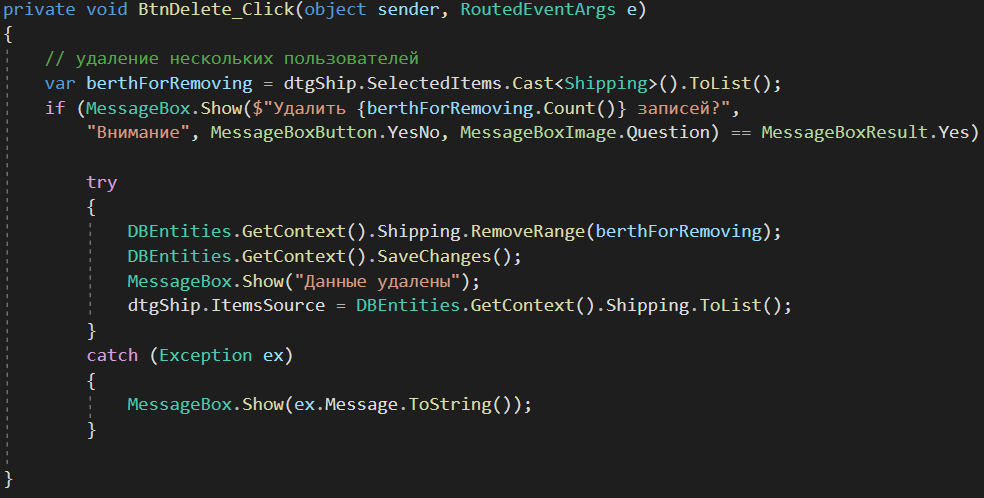 private void BtnDelete_Click(object sender, RoutedEventArgs e)
{
// удаление нескольких пользователей
var berthForRemoving = dtgShip.SelectedItems.Cast<Shipping>().ToList();
if (MessageBox.Show($"Удалить {berthForRemoving.Count()} записей?",
"Внимание", MessageBoxButton.YesNo, MessageBoxImage.Question) == MessageBoxResult.Yes)
try
{
DBEntities.GetContext().Shipping.RemoveRange(berthForRemoving);
DBEntities.GetContext().SaveChanges();
MessageBox.Show("Данные удалены");
dtgShip.ItemsSource = DBEntities.GetContext().Shipping.ToList();
}
catch (Exception ex)
{
MessageBox.Show(ex.Message.ToString());
}
}